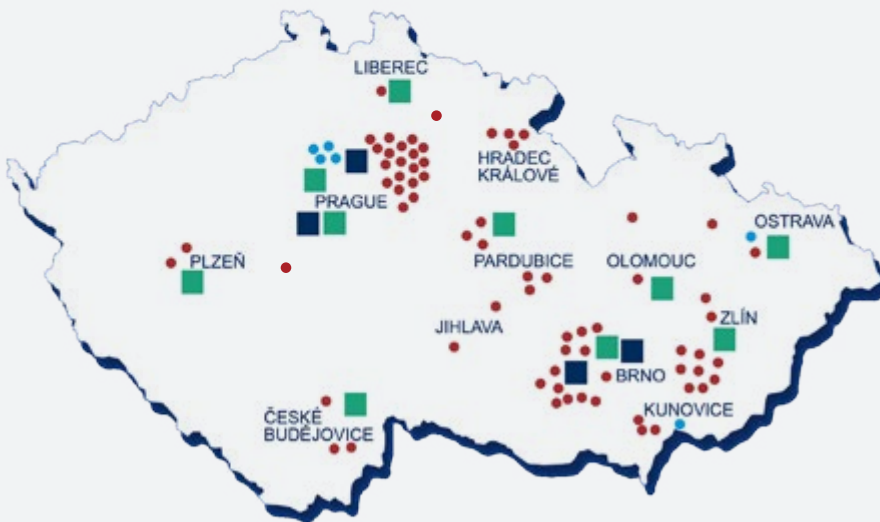 LIBEREC
HRADEC
KRÁLOVÉ
PRAGUE
OSTRAVA
PLZEŇ
PARDUBICE
OLOMOUC
JIHLAVA
ZLÍN
BRNO
KUNOVICE
ČESKÉ
BUDĚJOVICE